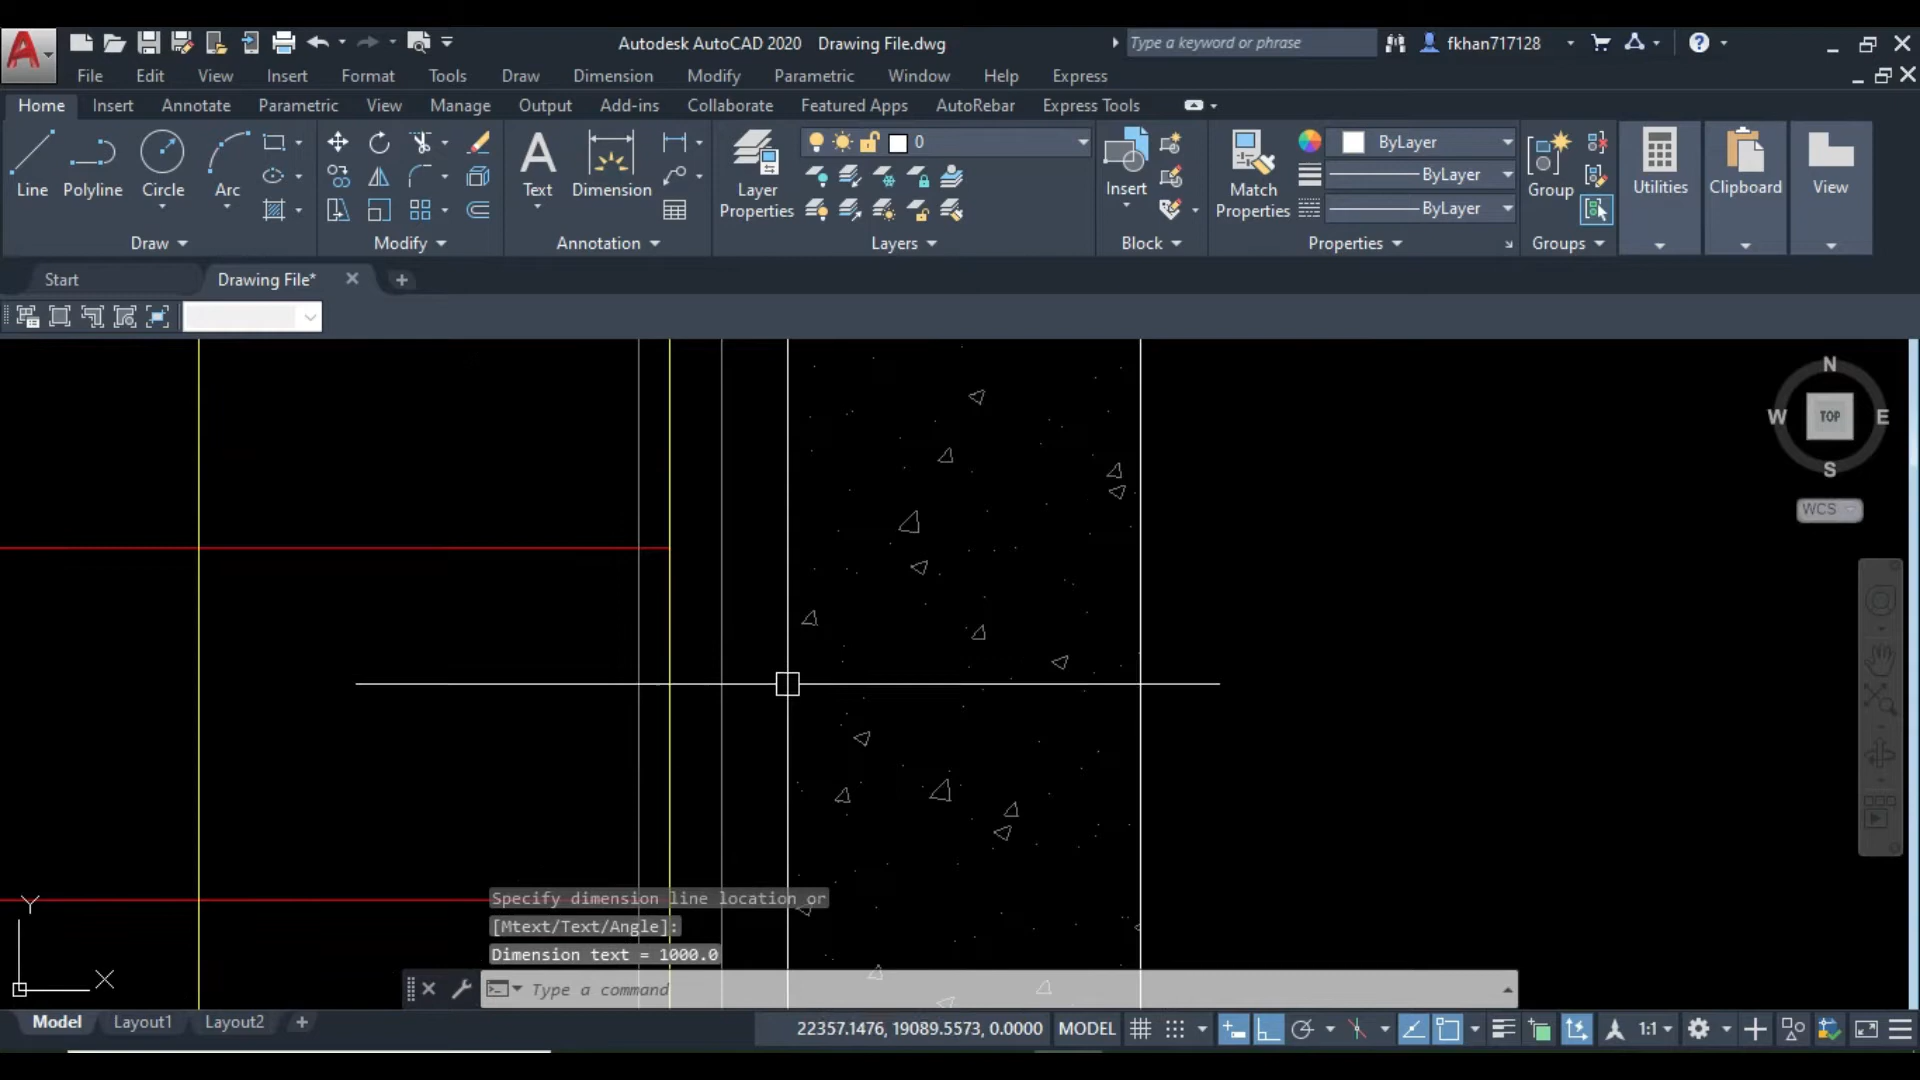 Autodesk AutoCAD 2020 Drawing File.dwg
Type a keyword or phrase
fkhan717128
File Edit View Insert Format Tools Draw Dimension Modify Parametric Window Help Express
Home Insert Annotate Parametric View Manage Output Add-ins Collaborate Featured Apps AutoRebar Express Tools
0
ByLayer
ByLayer
ByLayer
Line Polyline Circle Arc
Text Dimension
Layer Properties
Insert
Match Properties
Group
Utilities Clipboard View
Draw Modify Annotation Layers Block Properties Groups
Start Drawing File*
N
W TOP E
S
WCS
Specify dimension line location or
[Mtext/Text/Angle]:
Dimension text = 1000.0
Y
X
Type a command
Model Layout1 Layout2
22357.1476, 19089.5573, 0.0000 MODEL 1:1